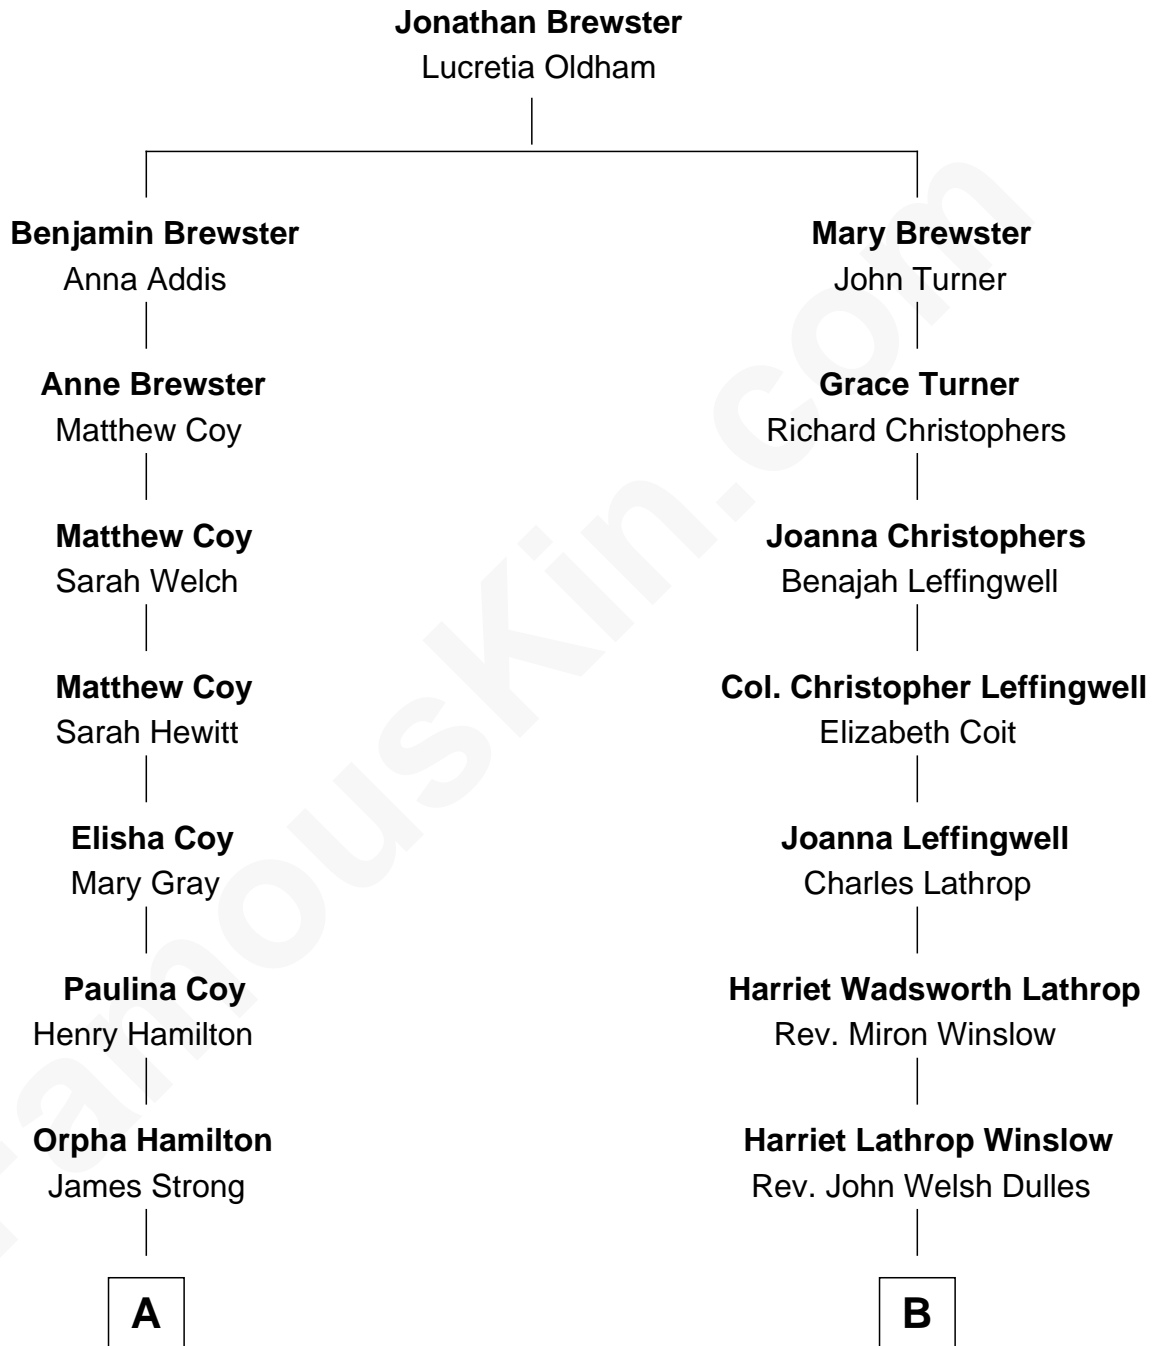 Jonathan Brewster
Lucretia Oldham
Benjamin Brewster
Anna Addis
Mary Brewster
John Turner
Anne Brewster
Matthew Coy
Grace Turner
Richard Christophers
Matthew Coy
Sarah Welch
Joanna Christophers
Benajah Leffingwell
Matthew Coy
Sarah Hewitt
Col. Christopher Leffingwell
Elizabeth Coit
Elisha Coy
Mary Gray
Joanna Leffingwell
Charles Lathrop
Paulina Coy
Henry Hamilton
Harriet Wadsworth Lathrop
Rev. Miron Winslow
Orpha Hamilton
James Strong
Harriet Lathrop Winslow
Rev. John Welsh Dulles
A
B
FamousKin.com